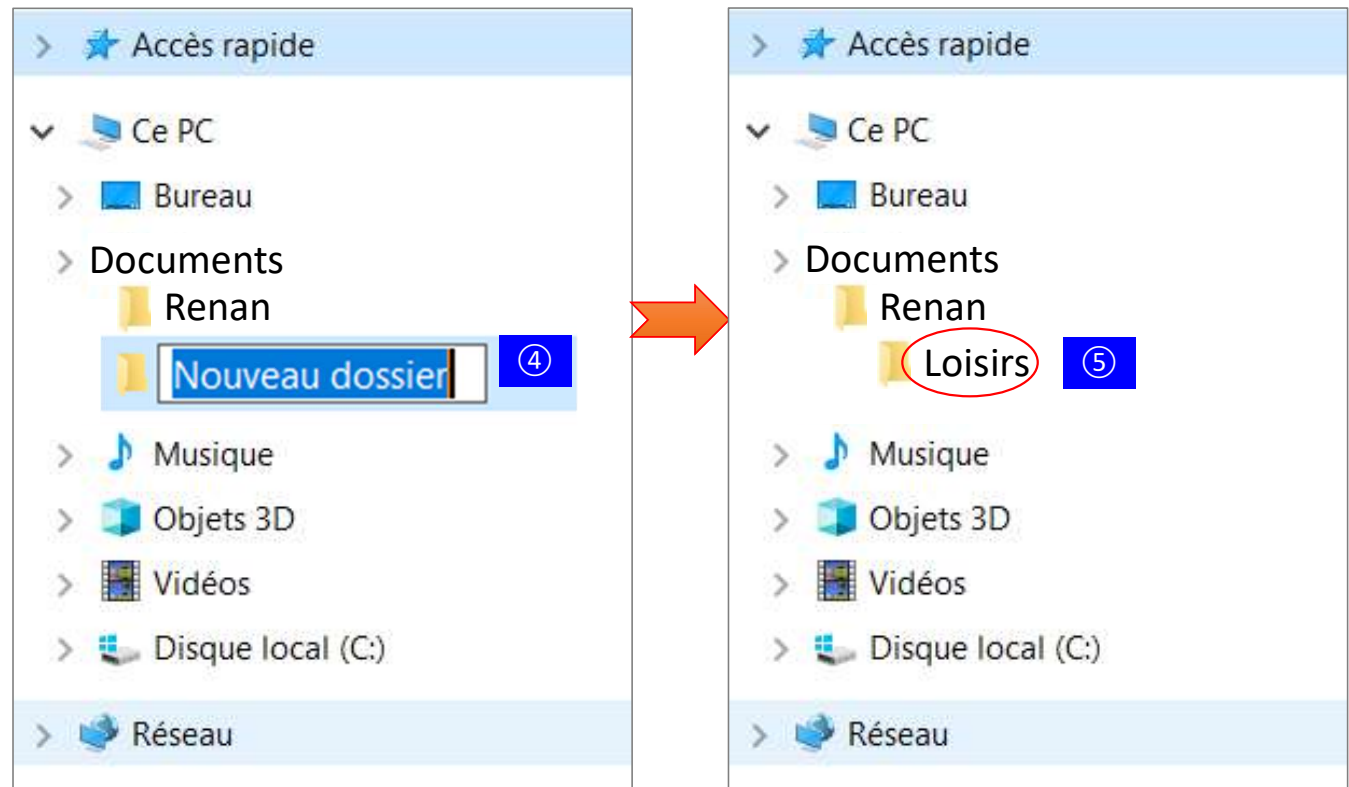 Accès rapide
Ce PC
Bureau
Documents
Renan
Nouveau dossier ④
Musique
Objets 3D
Vidéos
Disque local (C:)
Réseau
Accès rapide
Ce PC
Bureau
Documents
Renan
Loisirs ⑤
Musique
Objets 3D
Vidéos
Disque local (C:)
Réseau